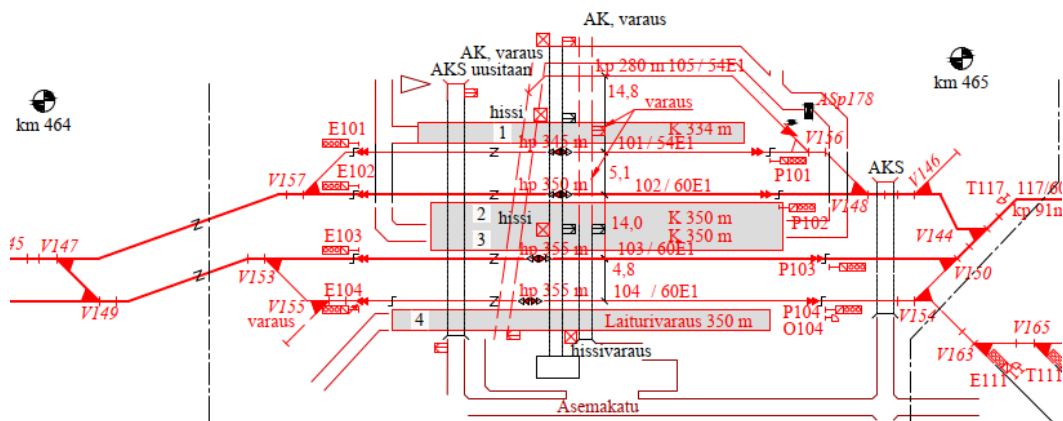 AK, varaus
AK, varaus
AKS uusitaan
kp 280 m 105 / 54E1
km 464
km 465
14,8
varaus
ASp178
hissi
1
K 334 m
E101
hp 345 m
101 / 54E1
V156
P101
AKS
V146
E102
5,1
V157
hp 350 m
102 / 60E1
V148
T117
117/60
kp 91m
P102
2
hissi
14,0
K 350 m
3
K 350 m
V144
E103
45
V147
hp 355 m
103 / 60E1
V153
4,8
P103
V150
E104
hp 355 m
104 / 60E1
V149
V155
varaus
4
Laiturivaraus 350 m
P104
O104
V154
V165
V163
hissivaraus
E111
T111
Asemakatu